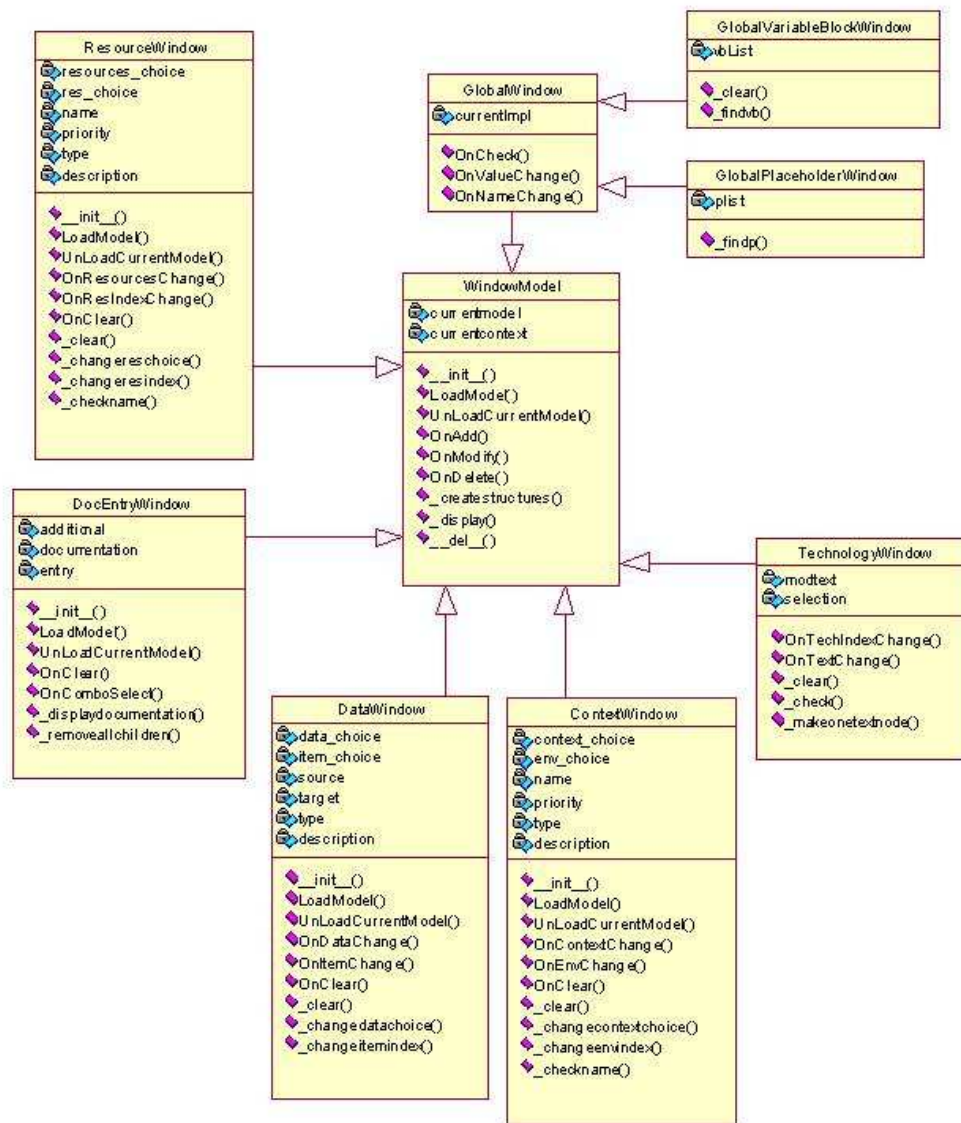 ResourceWindow
resources_choice
res_choice
name
priority
type
description
__init__()
LoadModel()
UnLoadCurrentModel()
OnResourcesChange()
OnResIndexChange()
OnClear()
_clear()
_changereschoice()
_changeresindex()
_checkname()
GlobalWindow
currentImpl
OnCheck()
OnValueChange()
OnNameChange()
GlobalVariableBlockWindow
vbList
_clear()
_findvb()
GlobalPlaceholderWindow
plist
_findp()
WindowModel
currentmodel
currentcontext
__init__()
LoadModel()
UnLoadCurrentModel()
OnAdd()
OnModify()
OnDelete()
_createstructures()
_display()
__del__()
DocEntryWindow
additional
documentation
entry
__init__()
LoadModel()
UnLoadCurrentModel()
OnClear()
OnComboSelect()
_displaydocumentation()
_removeallchildren()
TechnologyWindow
modtext
selection
OnTechIndexChange()
OnTextChange()
_clear()
_check()
_makeonetextnode()
DataWindow
data_choice
item_choice
source
target
type
description
__init__()
LoadModel()
UnLoadCurrentModel()
OnDataChange()
OnItemChange()
OnClear()
_clear()
_changedatachoice()
_changeitemindex()
ContextWindow
context_choice
env_choice
name
priority
type
description
__init__()
LoadModel()
UnLoadCurrentModel()
OnContextChange()
OnEnvChange()
OnClear()
_clear()
_changecontextchoice()
_changeenvindex()
_checkname()